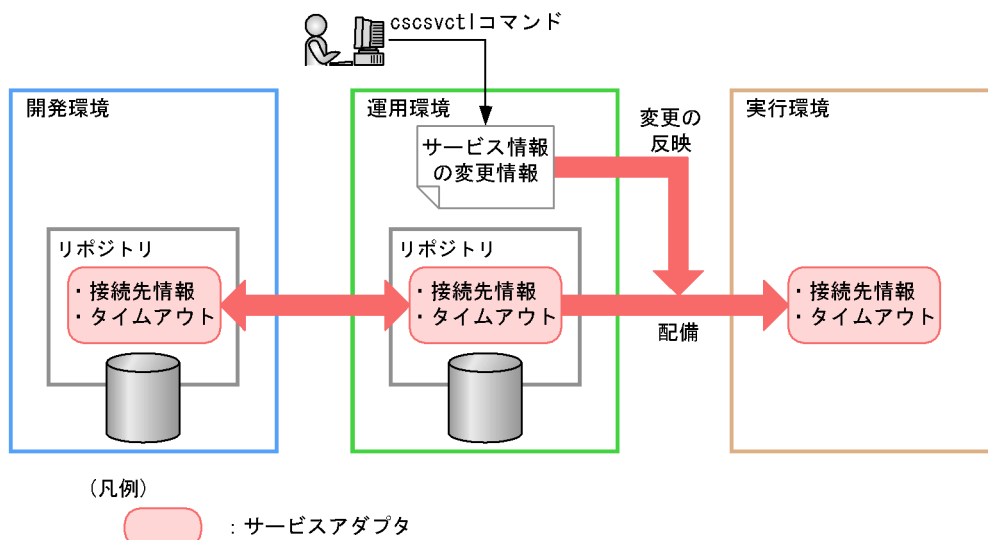 cscsvctlコマンド
開発環境
運用環境
実行環境
変更の
反映
サービス情報
の変更情報
リポジトリ
・接続先情報
・タイムアウト
リポジトリ
・接続先情報
・タイムアウト
配備
・接続先情報
・タイムアウト
(凡例)
：サービスアダプタ